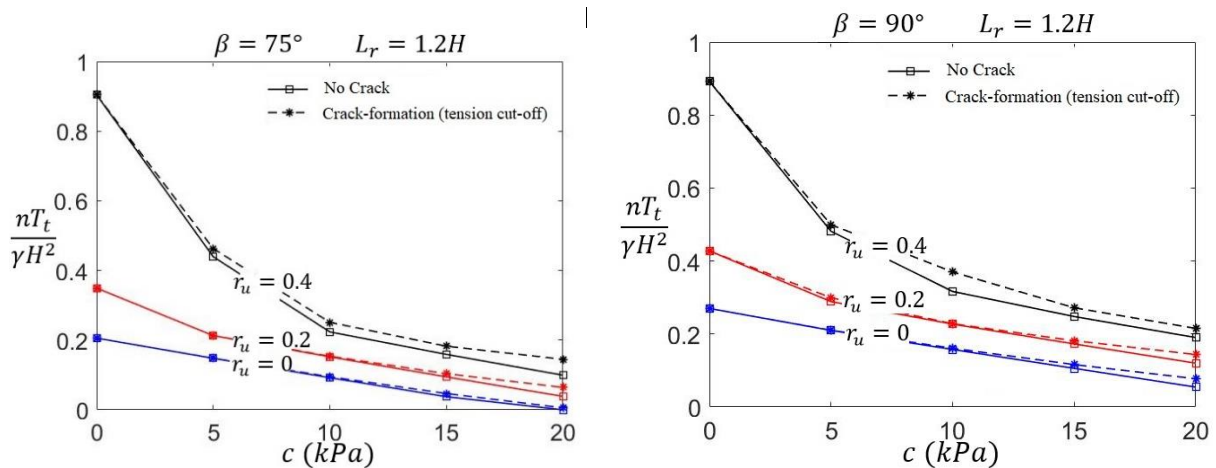 β = 75° L_r = 1.2H
1
No Crack
Crack-formation (tension cut-off)
0.8
0.6
nT_t
γH²
0.4
r_u = 0.4
0.2
r_u = 0.2
r_u = 0
0
0 5 10 15 20
c (kPa)
β = 90° L_r = 1.2H
1
No Crack
Crack-formation (tension cut-off)
0.8
0.6
nT_t
γH²
0.4
r_u = 0.4
r_u = 0.2
0.2
r_u = 0
0
0 5 10 15 20
c (kPa)